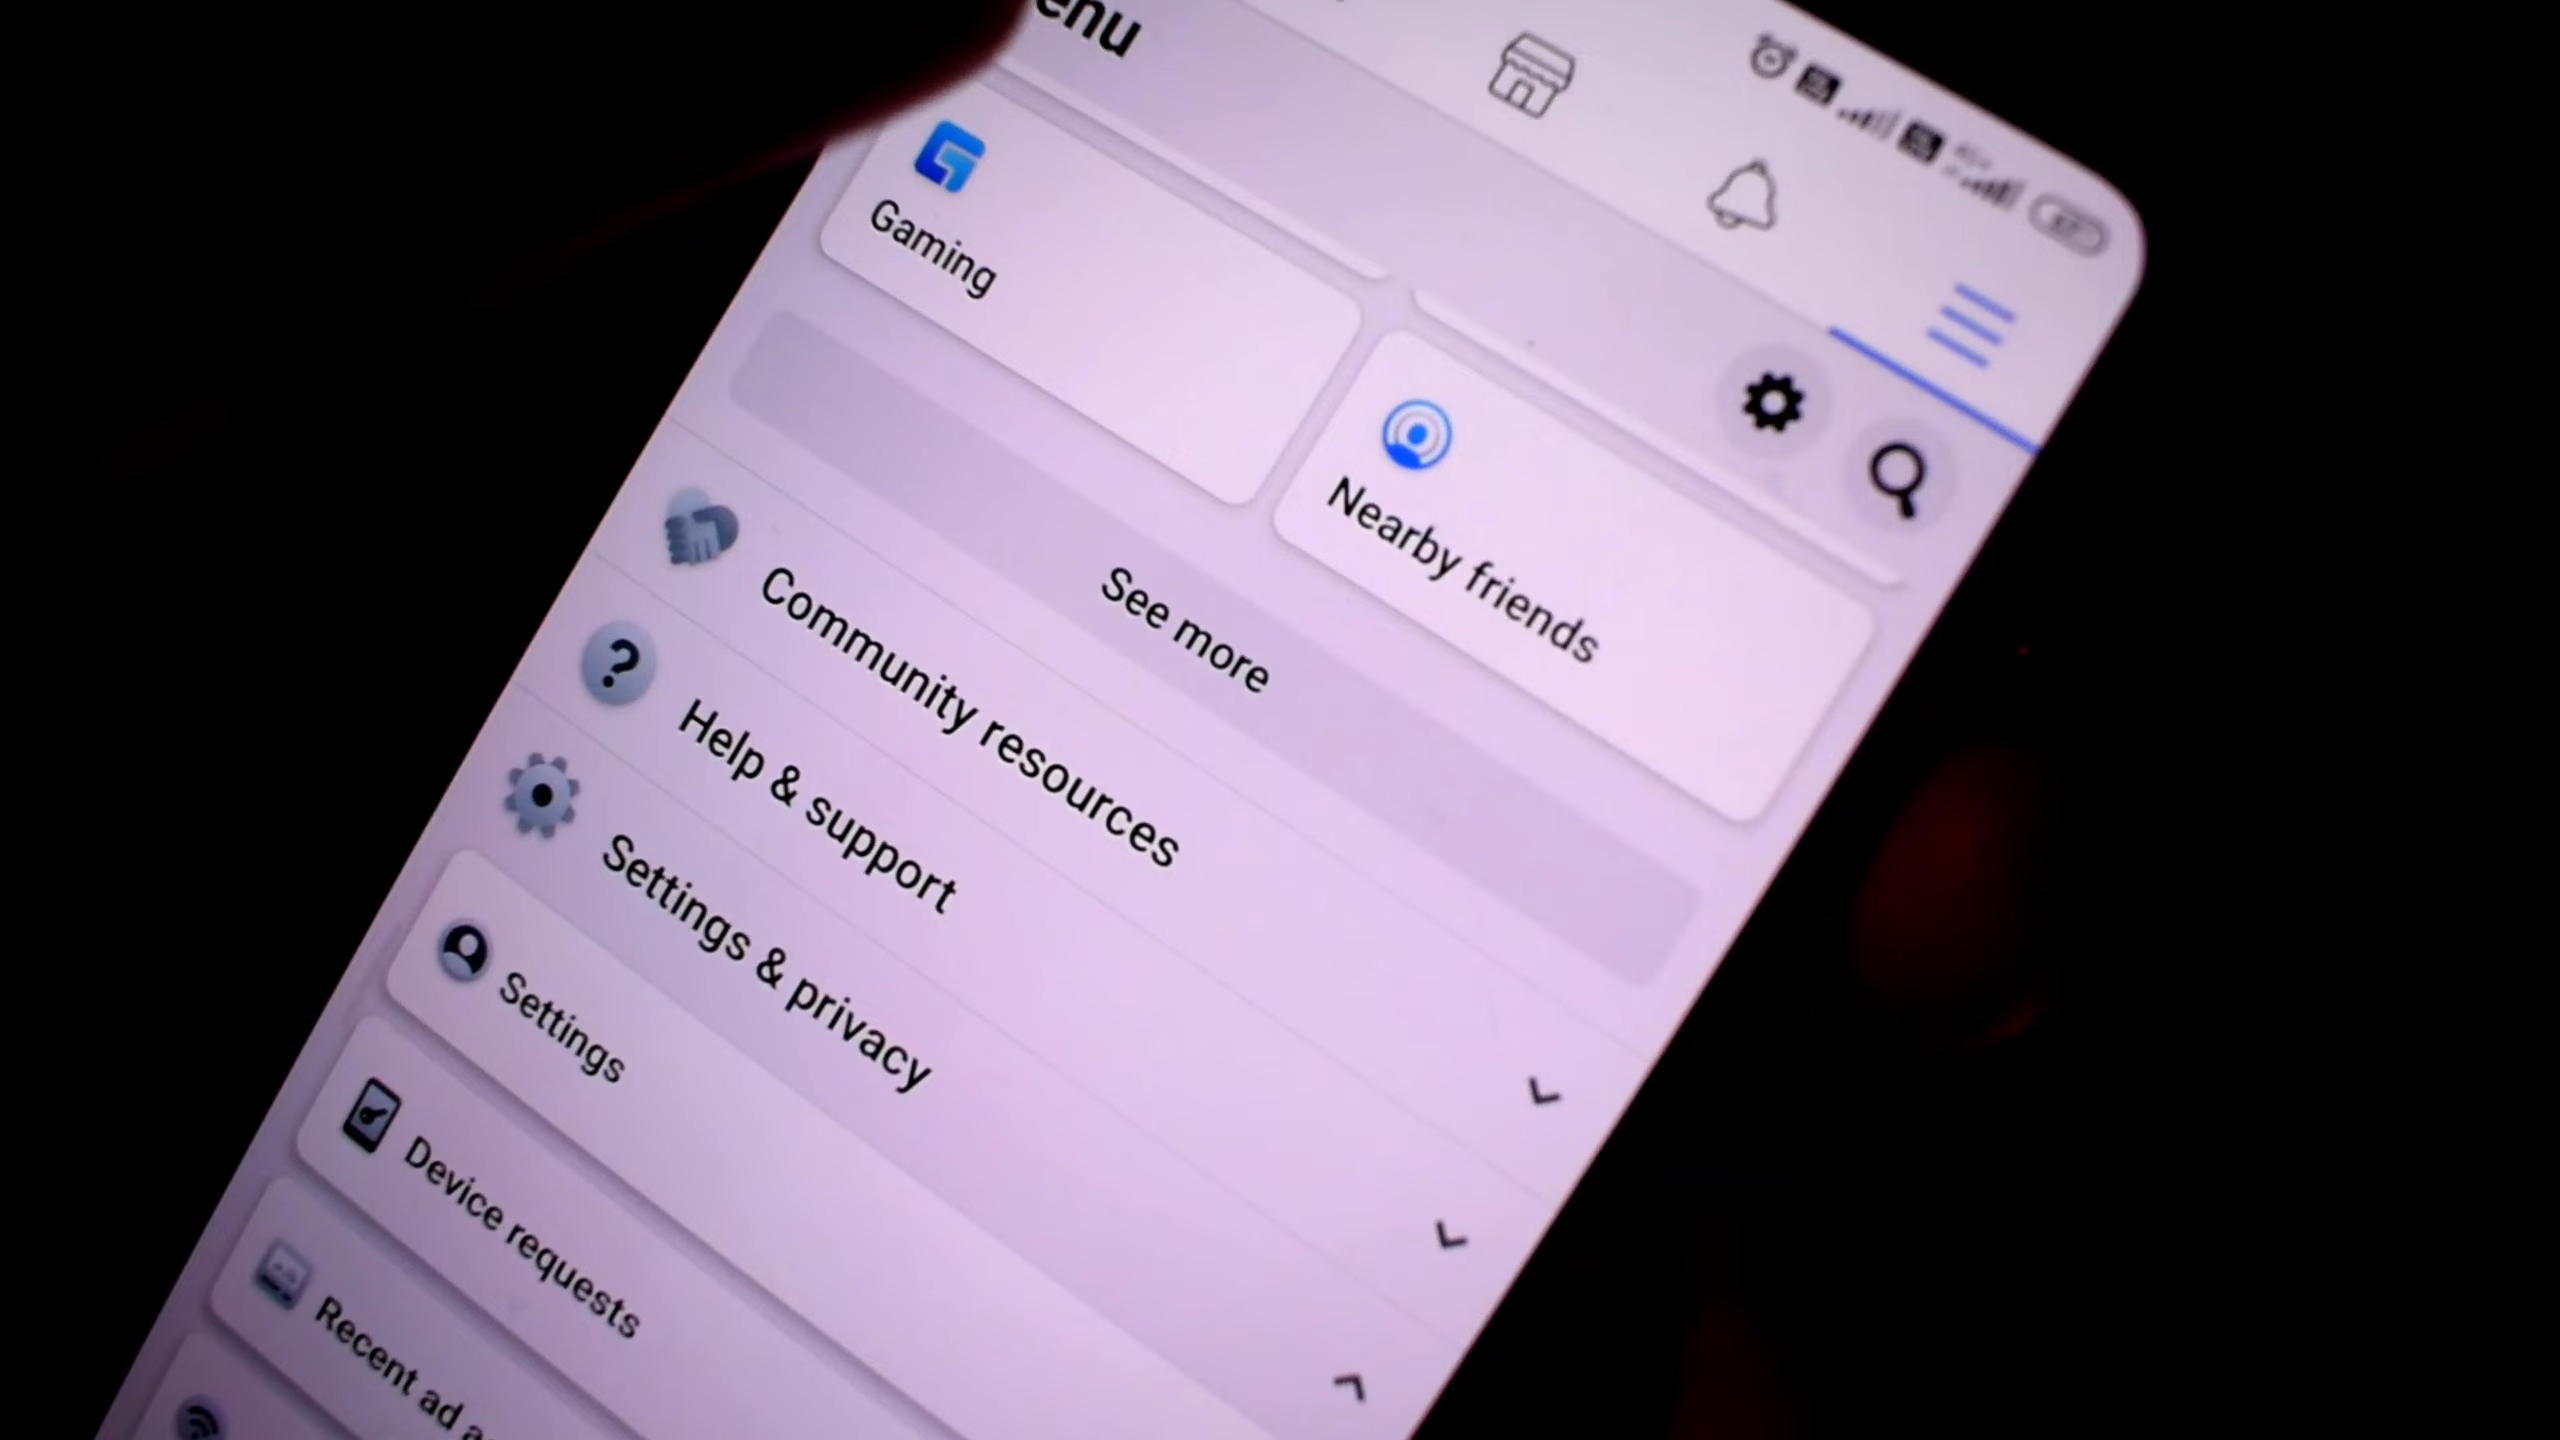 enu
Gaming
Nearby friends
See more
Community resources
Help & support
Settings & privacy
Settings
Device requests
Recent ad